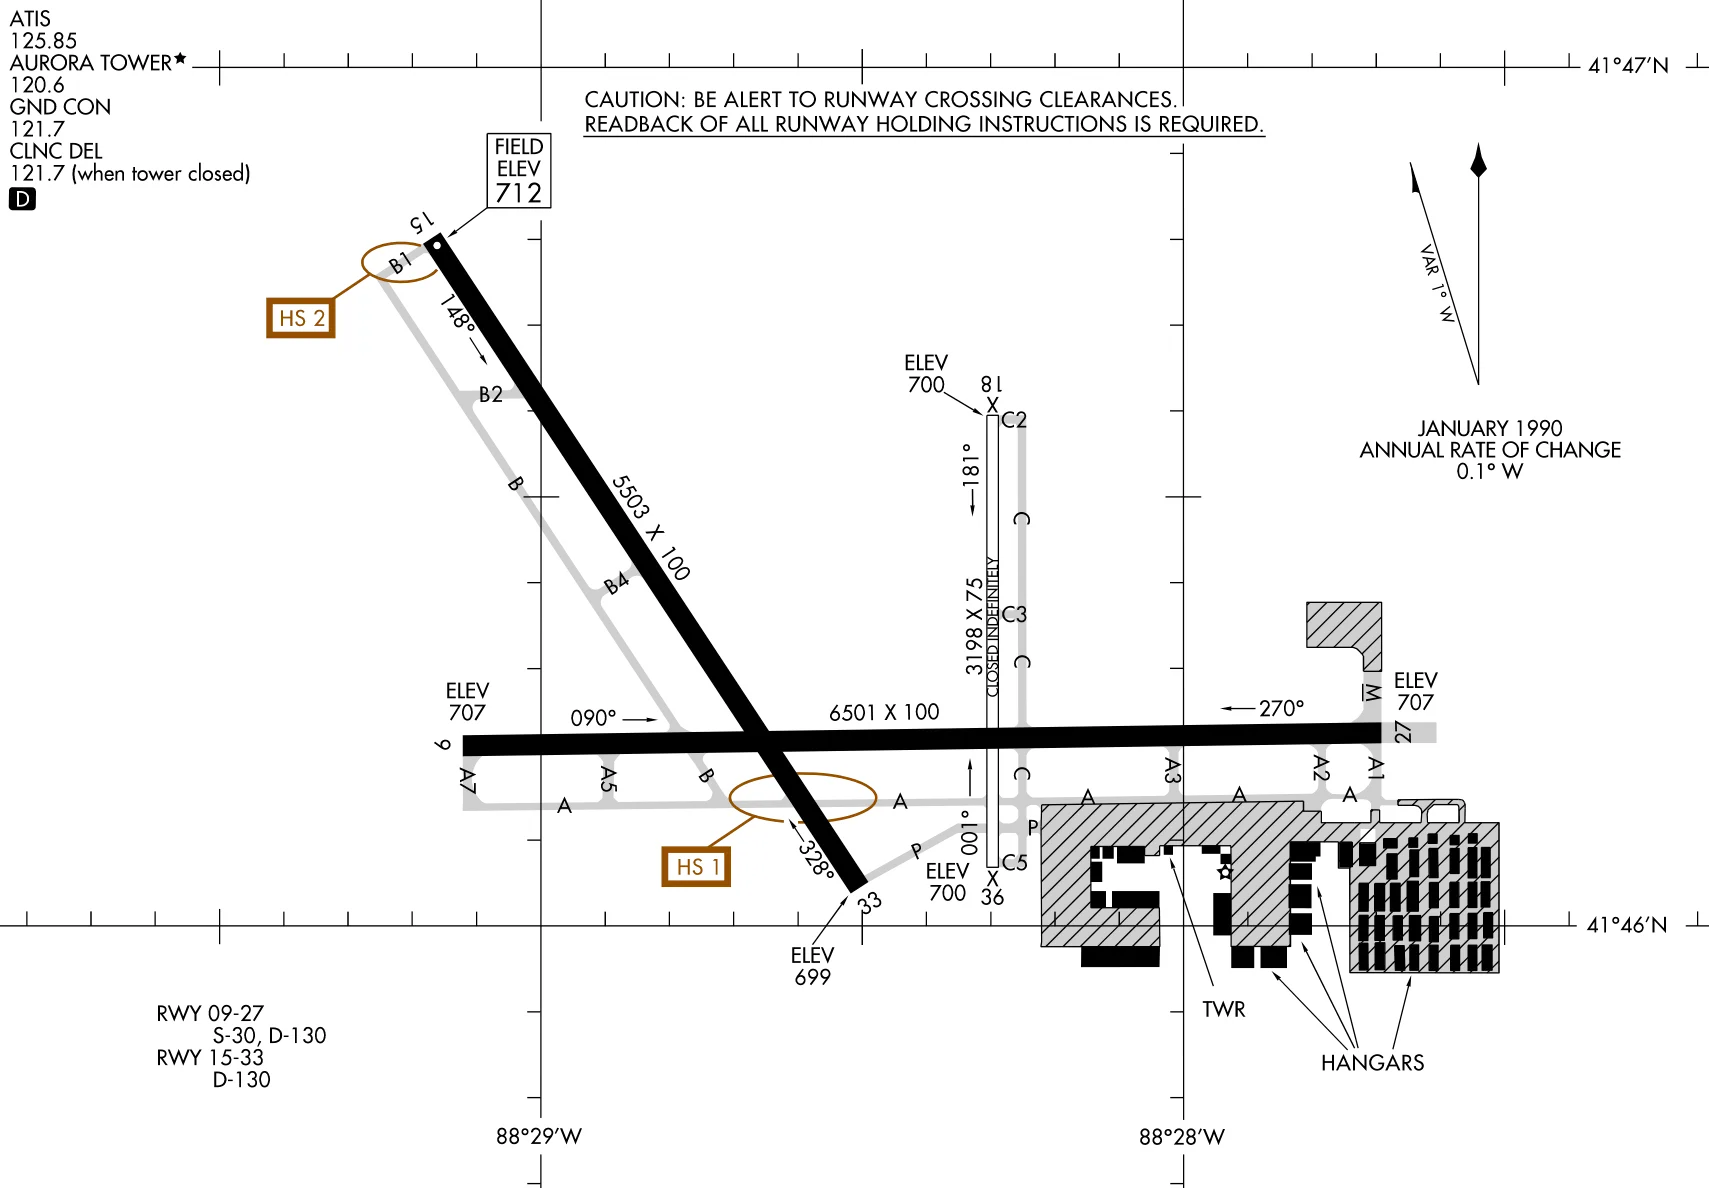 ATIS
125.85
AURORA TOWER★
120.6
GND CON
121.7
CLNC DEL
121.7 (when tower closed)
D
41°47'N
CAUTION: BE ALERT TO RUNWAY CROSSING CLEARANCES.
READBACK OF ALL RUNWAY HOLDING INSTRUCTIONS IS REQUIRED.
FIELD
ELEV
712
15
B1
HS 2
148°
B2
B
5503 X 100
B4
VAR 1° W
JANUARY 1990
ANNUAL RATE OF CHANGE
0.1° W
ELEV
700
18
X
C2
181°
C
3198 X 75
CLOSED INDEFINITELY
C3
C
M
ELEV
707
9
090°
6501 X 100
270°
ELEV
707
27
A7
A5
B
C
A3
A2
A1
A
A
A
A
A
HS 1
328°
P
P
001°
C5
ELEV
700
X
36
33
ELEV
699
41°46'N
TWR
HANGARS
RWY 09-27
S-30, D-130
RWY 15-33
D-130
88°29'W
88°28'W